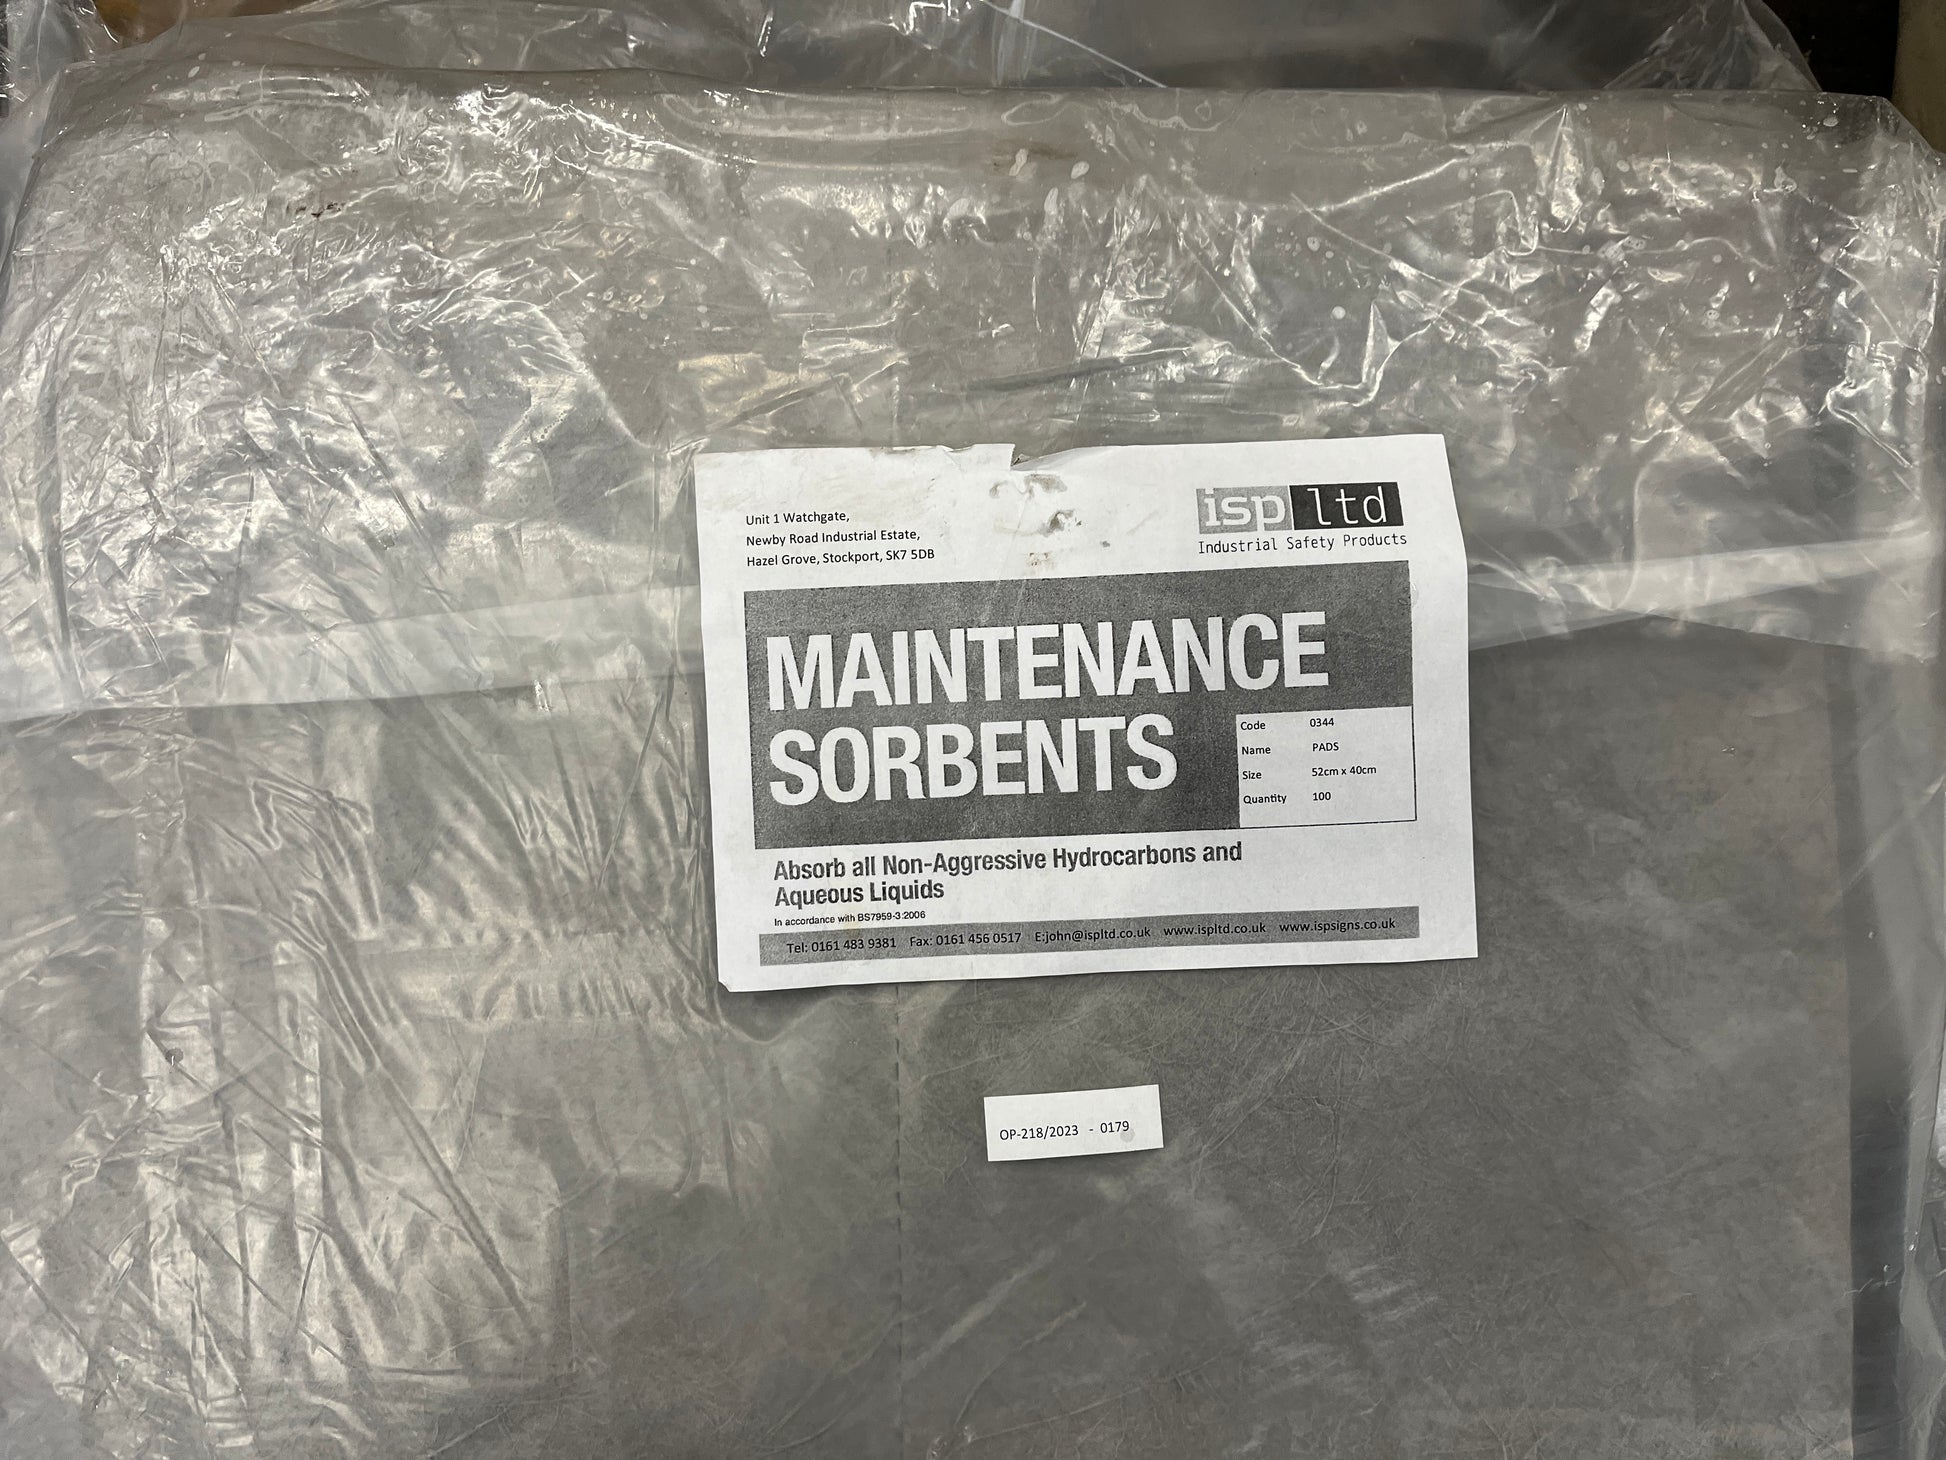 Unit 1 Watchgate,
Newby Road Industrial Estate,
Hazel Grove, Stockport, SK7 5DB
isp ltd
Industrial Safety Products
MAINTENANCE
SORBENTS
Code 0344
Name PADS
Size 52cm x 40cm
Quantity 100
Absorb all Non-Aggressive Hydrocarbons and
Aqueous Liquids
In accordance with BS7959-3:2006
Tel: 0161 483 9381 Fax: 0161 456 0517 E:john@ispltd.co.uk www.ispltd.co.uk www.ispsigns.co.uk
OP-218/2023 - 0179